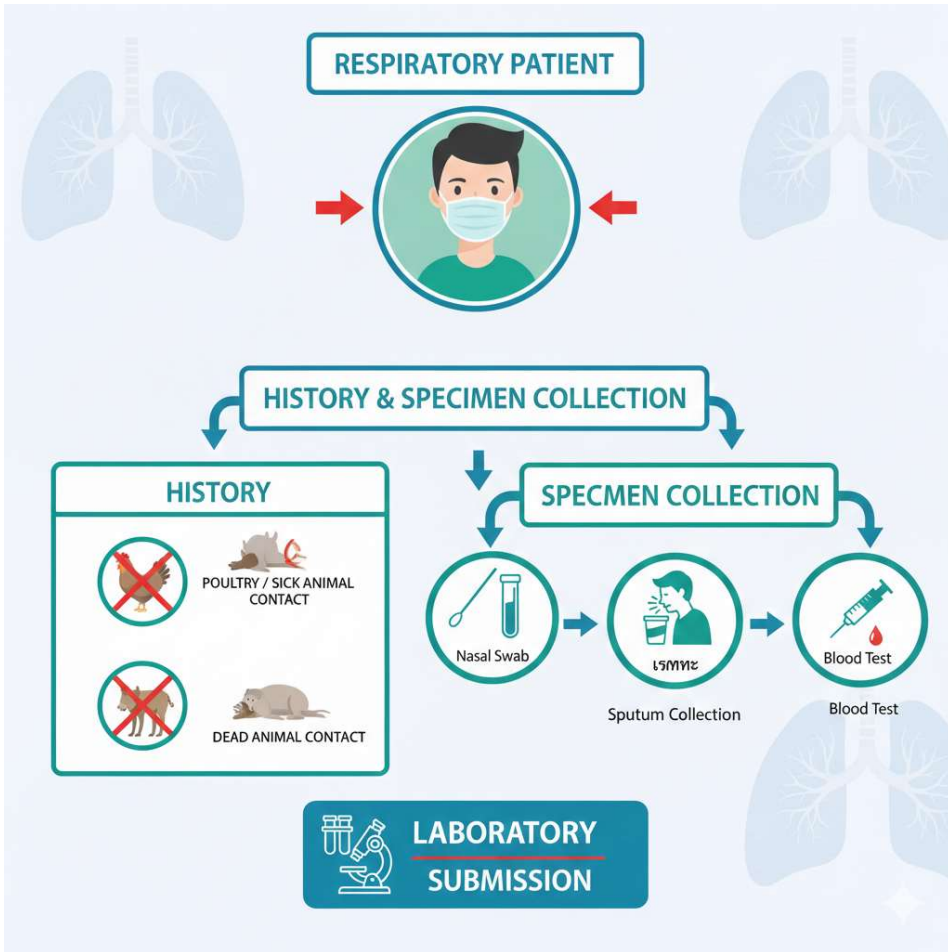 RESPIRATORY PATIENT
HISTORY & SPECIMEN COLLECTION
HISTORY
POULTRY / SICK ANIMAL
CONTACT
DEAD ANIMAL CONTACT
SPECMEN COLLECTION
Nasal Swab
เรททะ
Sputum Collection
Blood Test
Blood Test
LABORATORY
SUBMISSION